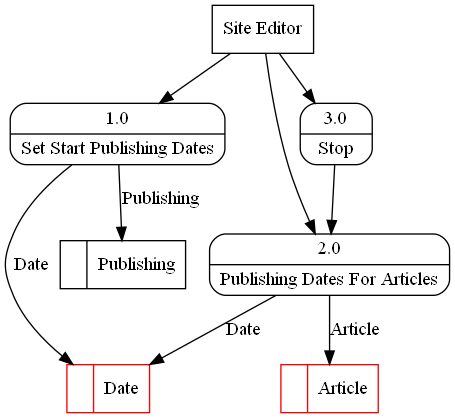 Site Editor
1.0
Set Start Publishing Dates
3.0
Stop
Publishing
Date
Publishing
2.0
Publishing Dates For Articles
Date
Article
Date
Article